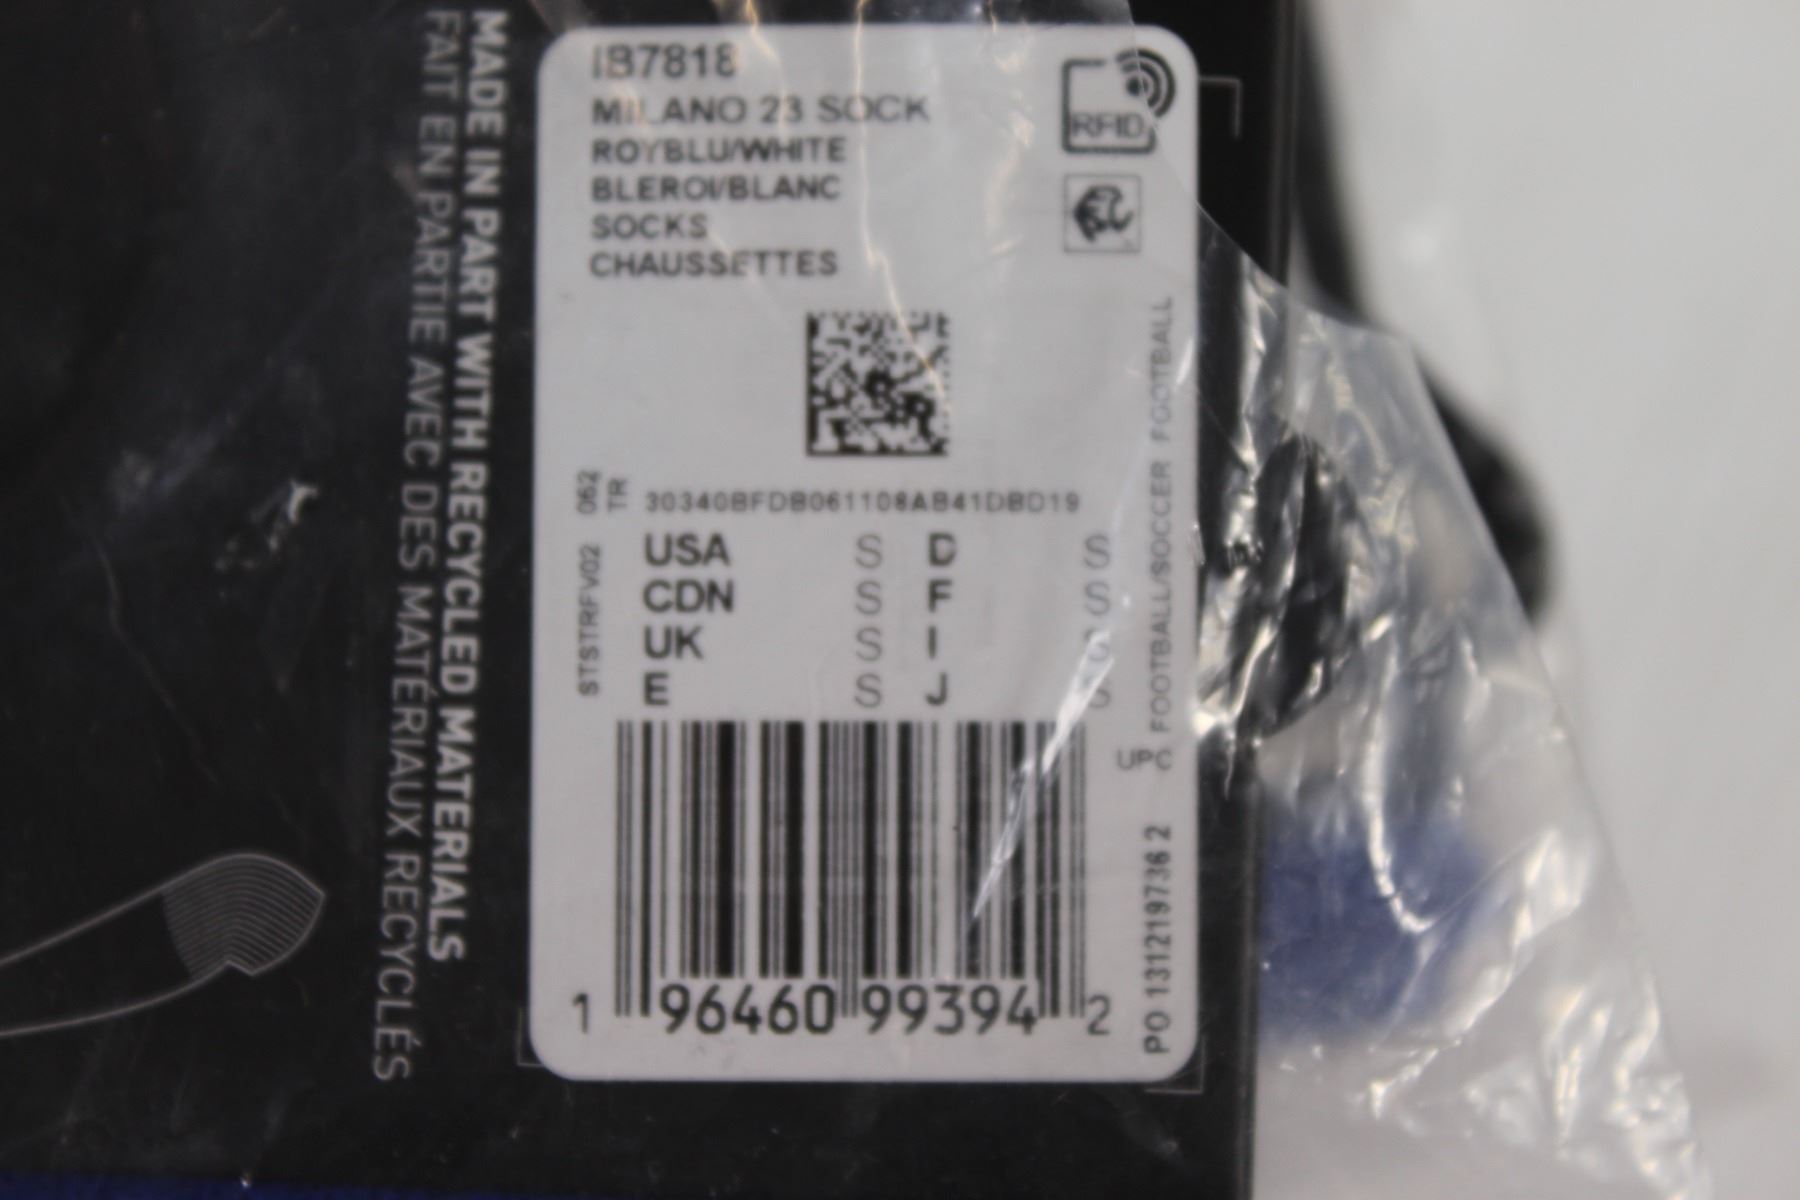 MADE IN PART WITH RECYCLED MATERIALS
FAIT EN PARTIE AVEC DES MATÉRIAUX RECYCLÉS
IB7818
MILANO 23 SOCK
ROYBLU/WHITE
BLEROI/BLANC
SOCKS
CHAUSSETTES
RFID
062
TR
30340BFDB061108AB41DBD19
STSTRFV02
USA S D S
CDN S F S
UK S I S
E S J S
FOOTBALL/SOCCER FOOTBALL
UPC
PO 131219736 2
1 96460 99394 2